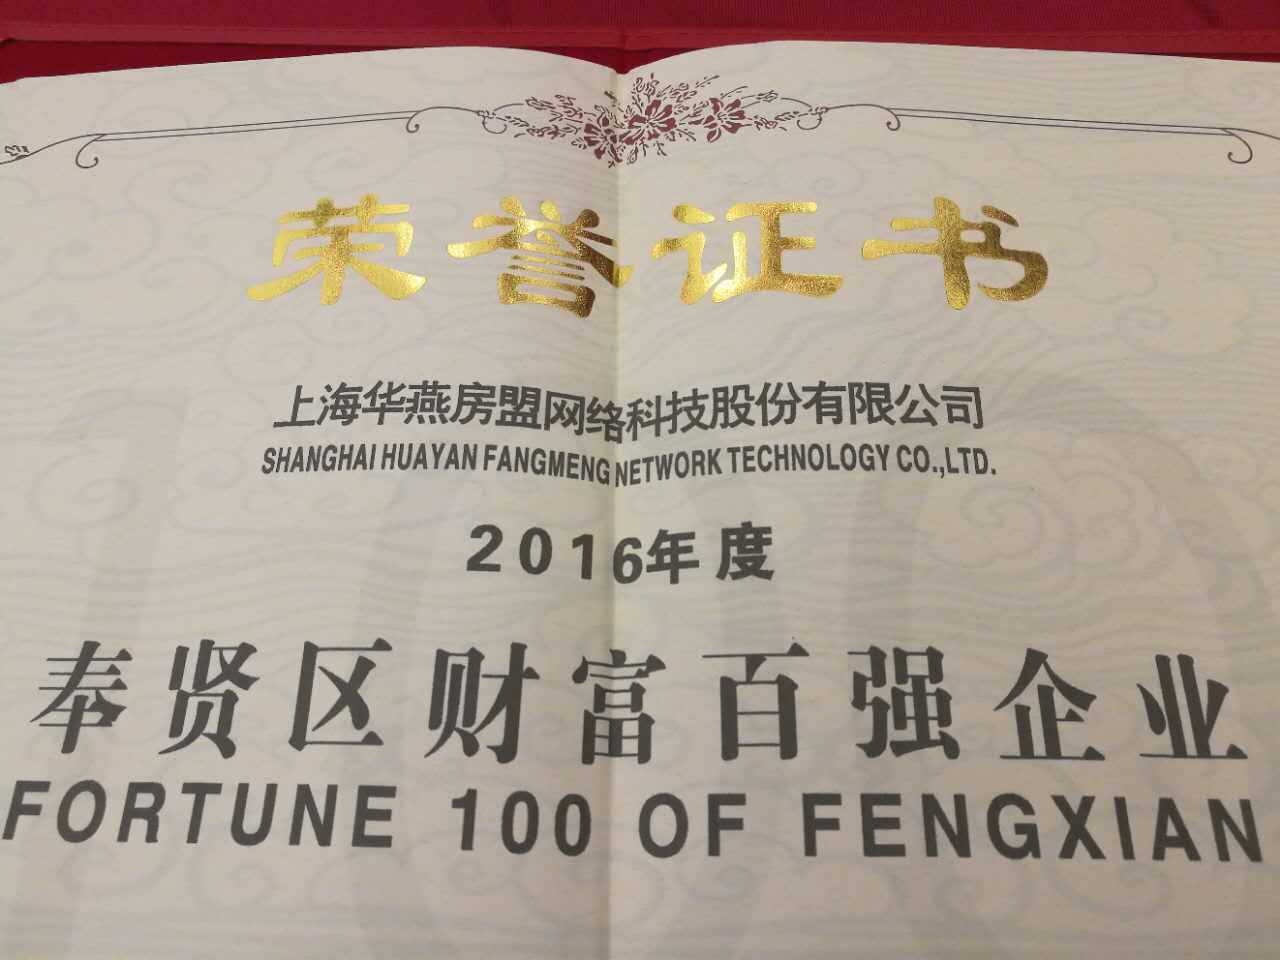 荣誉证书
上海华燕房盟网络科技股份有限公司
SHANGHAI HUAYAN FANGMENG NETWORK TECHNOLOGY CO.,LTD.
2016年度
奉贤区财富百强企业
FORTUNE 100 OF FENGXIAN